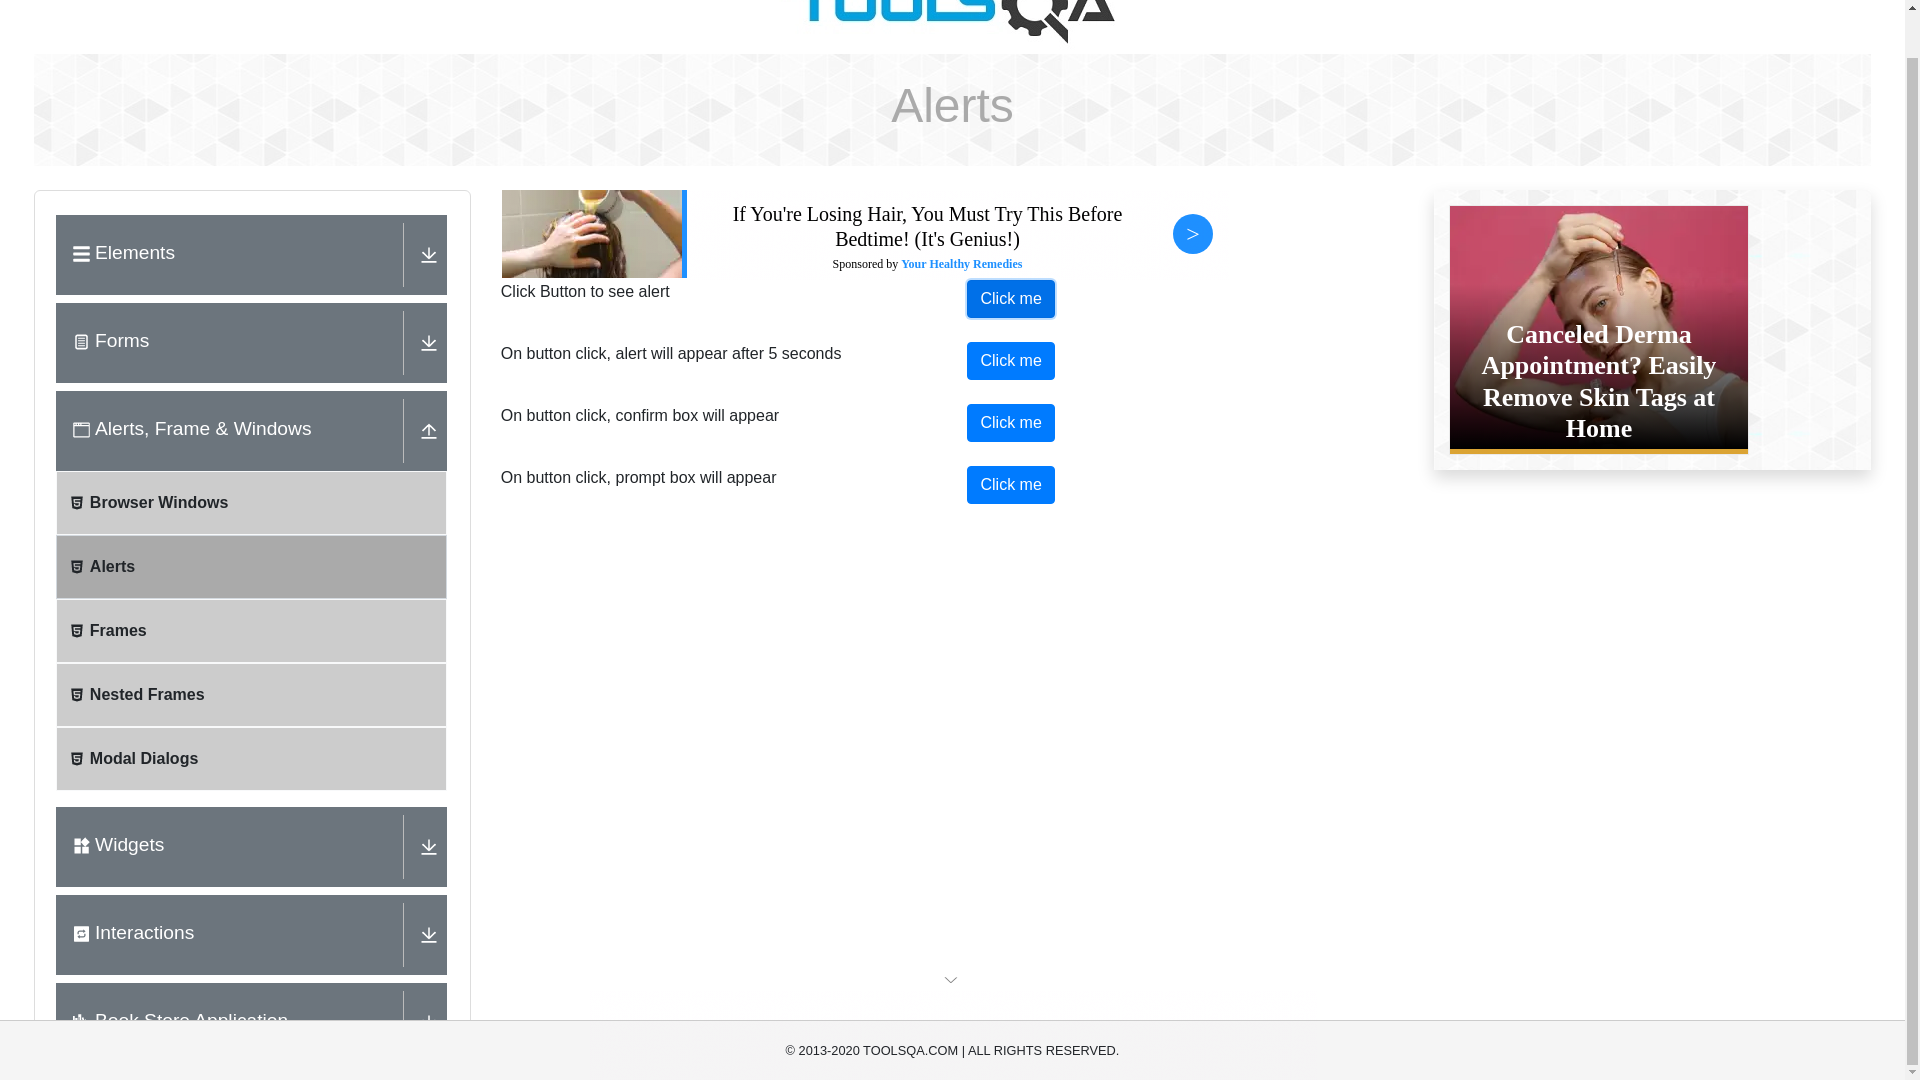 TOOLSQA
Alerts
Elements
Forms
Alerts, Frame & Windows
Browser Windows
Alerts
Frames
Nested Frames
Modal Dialogs
Widgets
Interactions
Book Store Application
If You're Losing Hair, You Must Try This Before
Bedtime! (It's Genius!)
Sponsored by Your Healthy Remedies
>
Click Button to see alert
Click me
On button click, alert will appear after 5 seconds
Click me
On button click, confirm box will appear
Click me
On button click, prompt box will appear
Click me
Canceled Derma
Appointment? Easily
Remove Skin Tags at
Home
© 2013-2020 TOOLSQA.COM | ALL RIGHTS RESERVED.